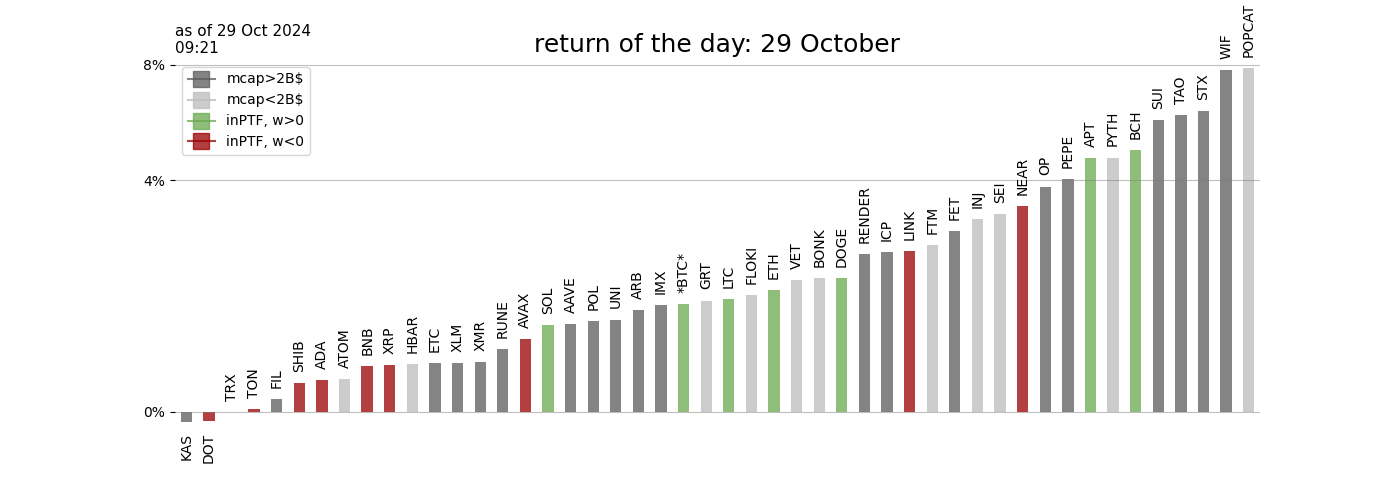 as of 29 Oct 2024
09:21
return of the day: 29 October
8%
4%
0%
mcap>2B$
mcap<2B$
inPTF, w>0
inPTF, w<0
KAS
DOT
TRX
TON
FIL
SHIB
ADA
ATOM
BNB
XRP
HBAR
ETC
XLM
XMR
RUNE
AVAX
SOL
AAVE
POL
UNI
ARB
IMX
*BTC*
GRT
LTC
FLOKI
ETH
VET
BONK
DOGE
RENDER
ICP
LINK
FTM
FET
INJ
SEI
NEAR
OP
PEPE
APT
PYTH
BCH
SUI
TAO
STX
WIF
POPCAT